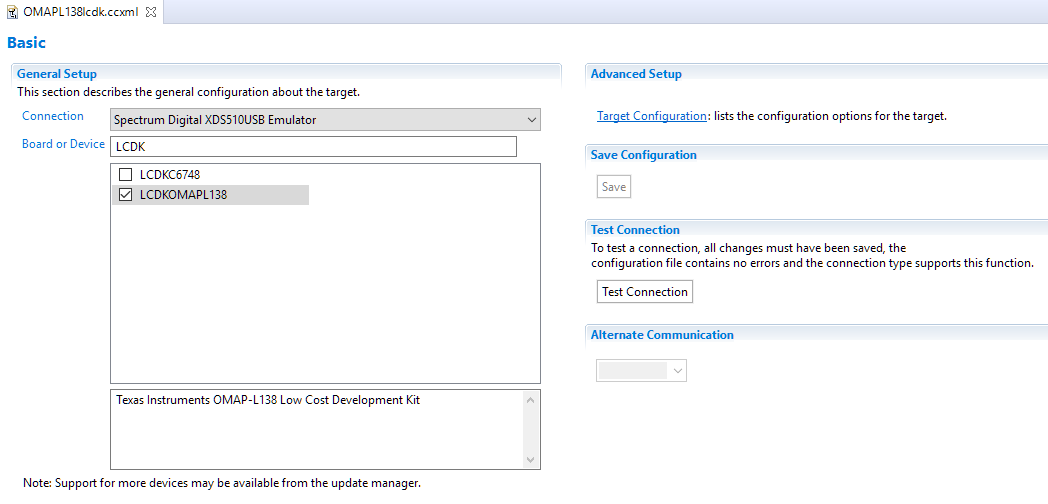 OMAPL138lcdk.ccxml
Basic
General Setup
This section describes the general configuration about the target.
Connection
Spectrum Digital XDS510USB Emulator
Board or Device
LCDK
LCDKC6748
LCDKOMAPL138
Texas Instruments OMAP-L138 Low Cost Development Kit
Note: Support for more devices may be available from the update manager.
Advanced Setup
Target Configuration: lists the configuration options for the target.
Save Configuration
Save
Test Connection
To test a connection, all changes must have been saved, the
configuration file contains no errors and the connection type supports this function.
Test Connection
Alternate Communication